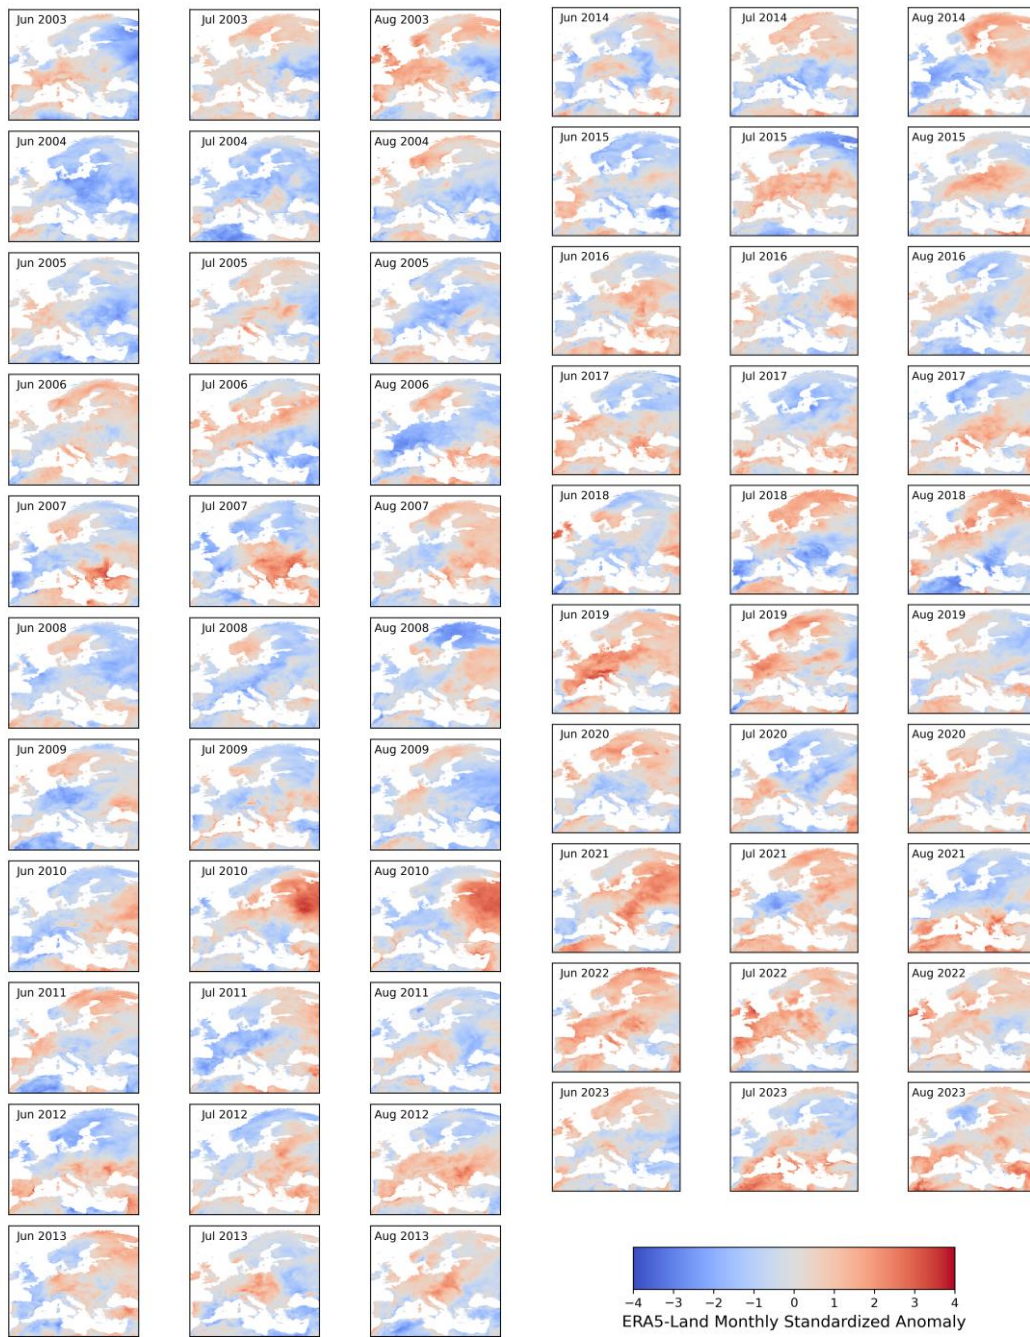 Jun 2003
Jul 2003
Aug 2003
Jun 2004
Jul 2004
Aug 2004
Jun 2005
Jul 2005
Aug 2005
Jun 2006
Jul 2006
Aug 2006
Jun 2007
Jul 2007
Aug 2007
Jun 2008
Jul 2008
Aug 2008
Jun 2009
Jul 2009
Aug 2009
Jun 2010
Jul 2010
Aug 2010
Jun 2011
Jul 2011
Aug 2011
Jun 2012
Jul 2012
Aug 2012
Jun 2013
Jul 2013
Aug 2013
Jun 2014
Jul 2014
Aug 2014
Jun 2015
Jul 2015
Aug 2015
Jun 2016
Jul 2016
Aug 2016
Jun 2017
Jul 2017
Aug 2017
Jun 2018
Jul 2018
Aug 2018
Jun 2019
Jul 2019
Aug 2019
Jun 2020
Jul 2020
Aug 2020
Jun 2021
Jul 2021
Aug 2021
Jun 2022
Jul 2022
Aug 2022
Jun 2023
Jul 2023
Aug 2023
−4 −3 −2 −1 0 1 2 3 4
ERA5-Land Monthly Standardized Anomaly